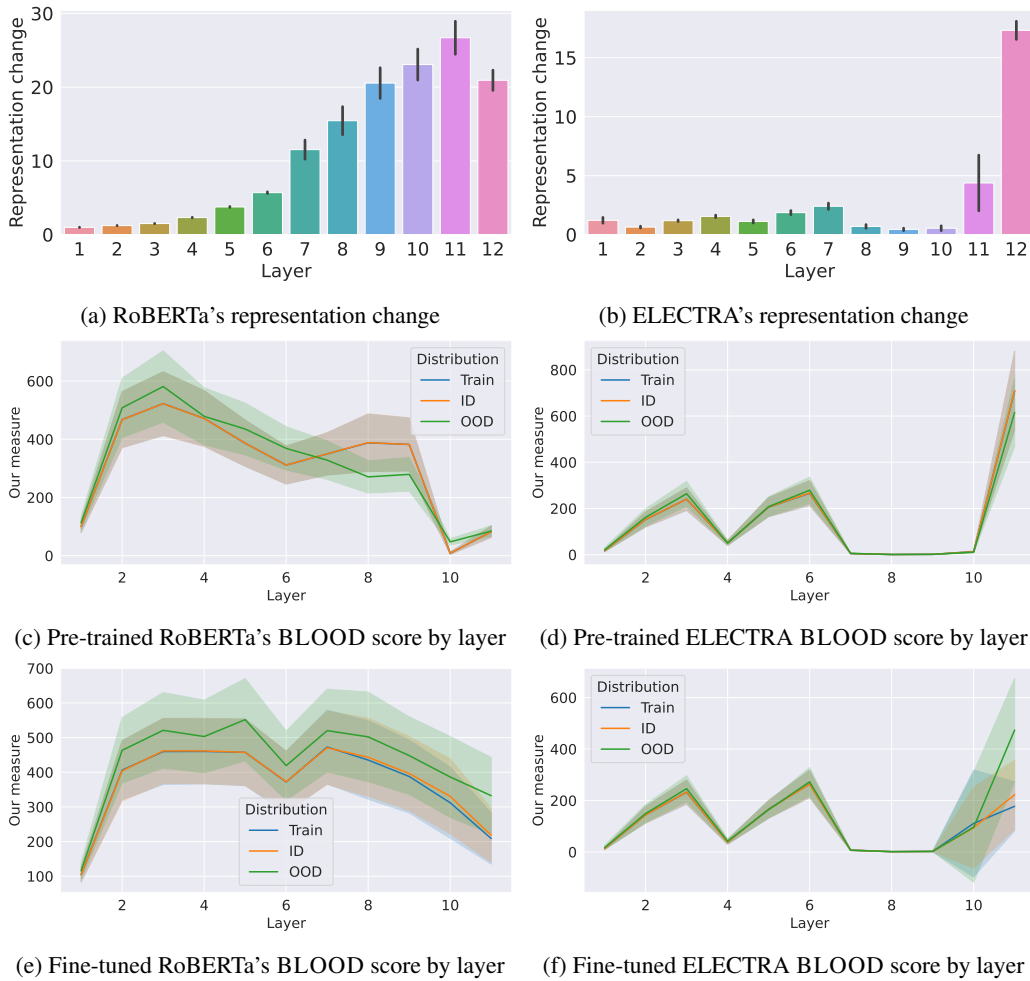 30
20
10
0
Representation change
1 2 3 4 5 6 7 8 9 10 11 12
Layer
(a) RoBERTa's representation change
15
10
5
0
Representation change
1 2 3 4 5 6 7 8 9 10 11 12
Layer
(b) ELECTRA's representation change
600
400
200
0
Our measure
Distribution
Train
ID
OOD
2 4 6 8 10
Layer
(c) Pre-trained RoBERTa's BLOOD score by layer
800
600
400
200
0
Our measure
Distribution
Train
ID
OOD
2 4 6 8 10
Layer
(d) Pre-trained ELECTRA BLOOD score by layer
700
600
500
400
300
200
100
Our measure
Distribution
Train
ID
OOD
2 4 6 8 10
Layer
(e) Fine-tuned RoBERTa's BLOOD score by layer
600
400
200
0
Our measure
Distribution
Train
ID
OOD
2 4 6 8 10
Layer
(f) Fine-tuned ELECTRA BLOOD score by layer